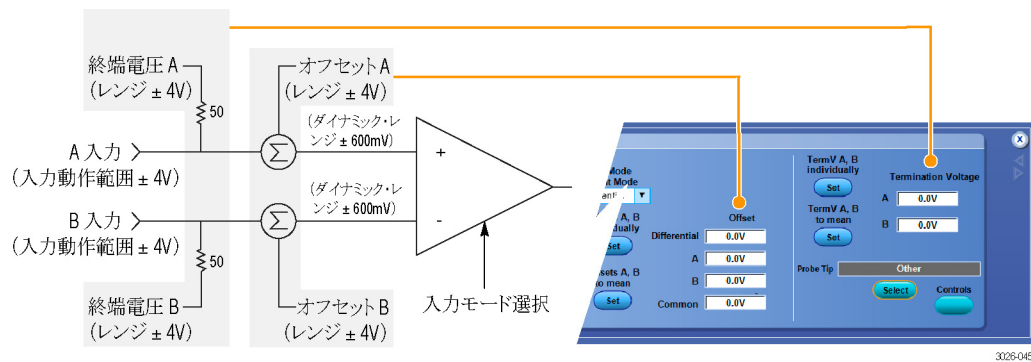 終端電圧 A
(レンジ ± 4V)
50
オフセット A
(レンジ ± 4V)
(ダイナミック・レ
ンジ ± 600mV)
A 入力
(入力動作範囲 ± 4V)
Σ
+
(ダイナミック・レ
ンジ ± 600mV)
B 入力
(入力動作範囲 ± 4V)
Σ
-
50
終端電圧 B
(レンジ ± 4V)
オフセット B
(レンジ ± 4V)
入力モード選択
Mode
t Mode
A, B
Set
sets A, B
to mean
Set
Offset
Differential 0.0V
A 0.0V
B 0.0V
Common 0.0V
TermV A, B
individually
Set
TermV A, B
to mean
Set
Termination Voltage
A 0.0V
B 0.0V
Probe Tip Other
Select
Controls
X
3026-045